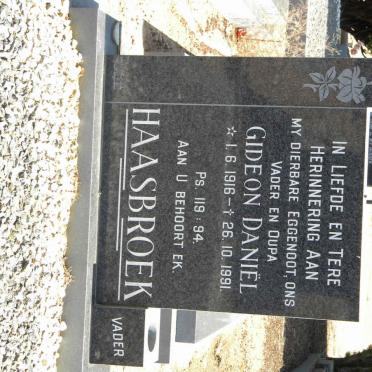 IN LIEFDE EN TERE
HERINNERING AAN
MY DIERBARE EGGENOOT, ONS
VADER EN OUPA
GIDEON DANIËL
☆ 1. 6. 1916 – † 26. 10. 1991.
PS. 119 : 94.
AAN U BEHOORT EK.
HAASBROEK
VADER